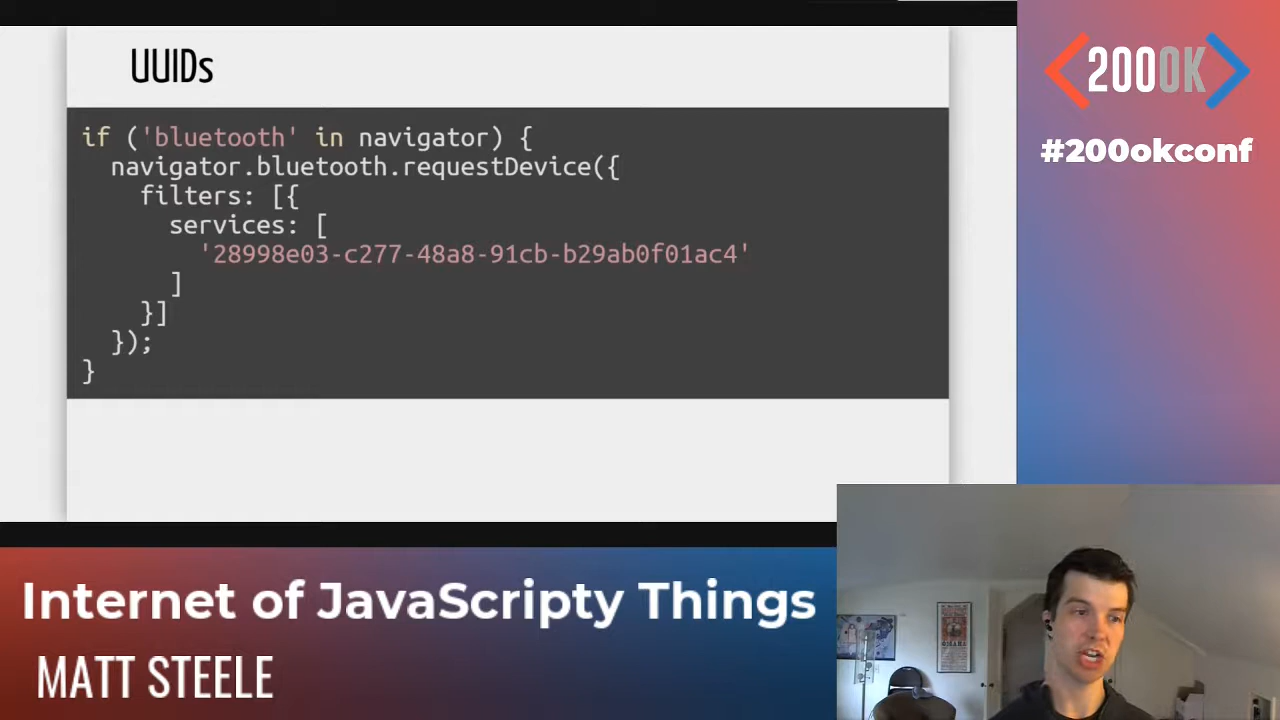 UUIDs
if ('bluetooth' in navigator) {
  navigator.bluetooth.requestDevice({
    filters: [{
      services: [
        '28998e03-c277-48a8-91cb-b29ab0f01ac4'
      ]
    }]
  });
}
<200OK>
#200okconf
Internet of JavaScripty Things
MATT STEELE